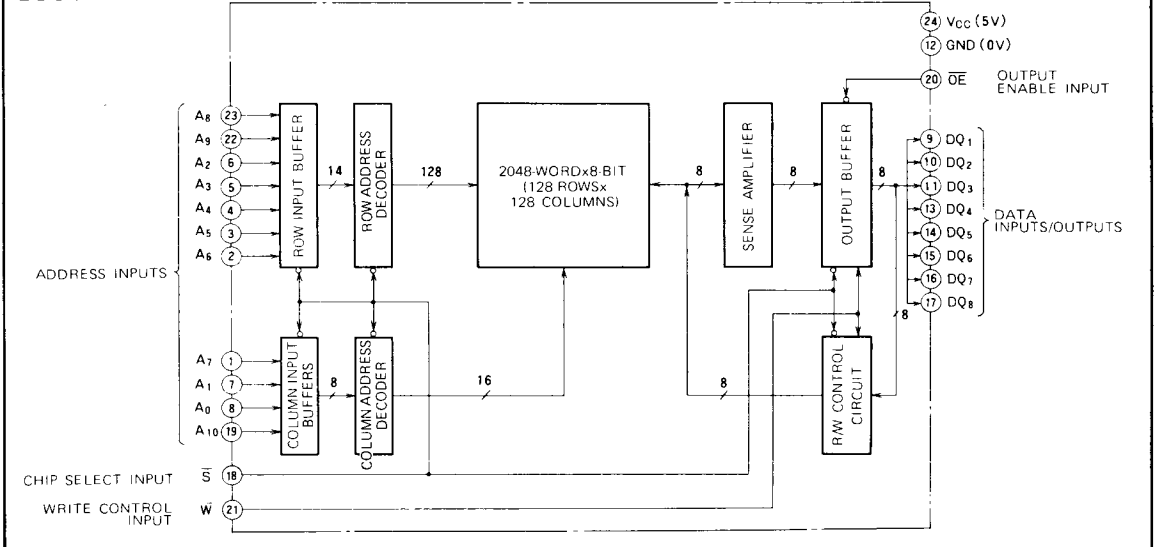 24 Vcc (5V)
12 GND (0V)
20 OE OUTPUT
ENABLE INPUT
A8 23
A9 22
A2 6
A3 5
A4 4
A5 3
A6 2
ADDRESS INPUTS
A7 1
A1 7
A0 8
A10 19
CHIP SELECT INPUT S 18
WRITE CONTROL
INPUT
W 21
ROW INPUT BUFFER
14
ROW ADDRESS
DECODER
128
2048-WORDx8-BIT
(128 ROWSx
128 COLUMNS)
8
SENSE AMPLIFIER
8
OUTPUT BUFFER
8
9 DQ1
10 DQ2
11 DQ3
13 DQ4
14 DQ5
15 DQ6
16 DQ7
17 DQ8
DATA
INPUTS/OUTPUTS
8
COLUMN INPUT
BUFFERS
8
COLUMN ADDRESS
DECODER
16
8
R/W CONTROL
CIRCUIT